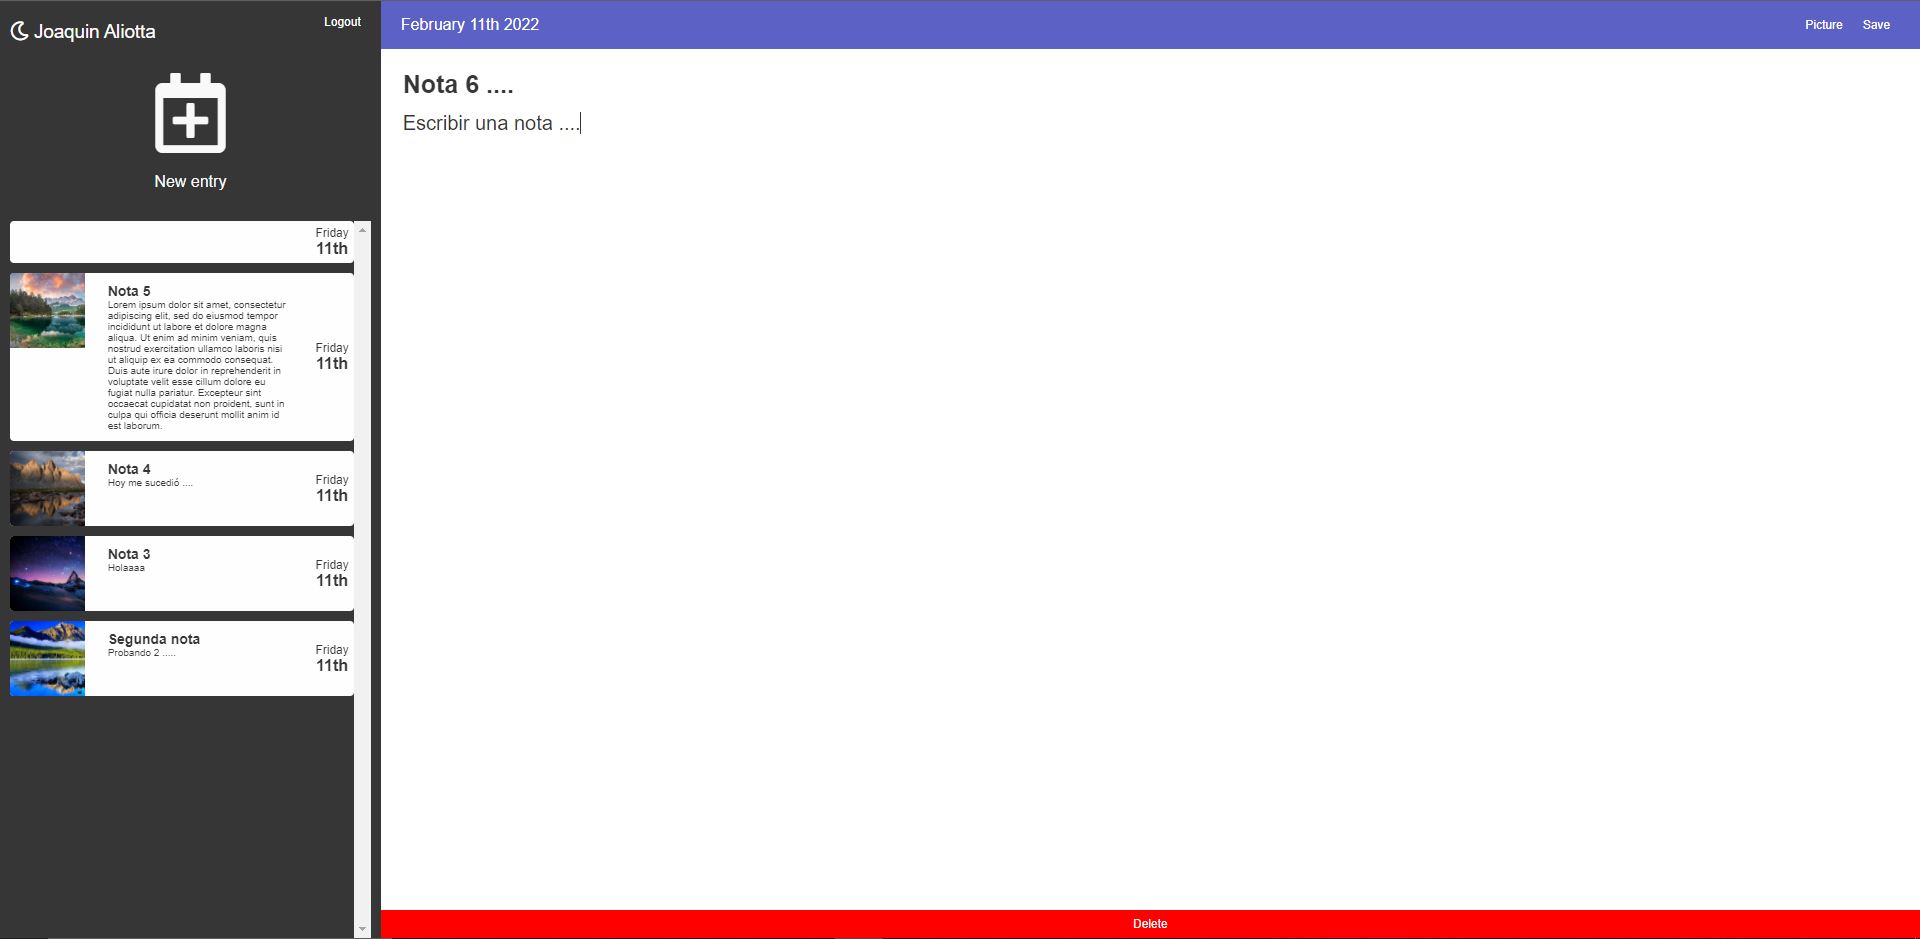 Joaquin Aliotta
Logout
New entry
Friday
11th
Nota 5
Lorem ipsum dolor sit amet, consectetur
adipiscing elit, sed do eiusmod tempor
incididunt ut labore et dolore magna
aliqua. Ut enim ad minim veniam, quis
nostrud exercitation ullamco laboris nisi
ut aliquip ex ea commodo consequat.
Duis aute irure dolor in reprehenderit in
voluptate velit esse cillum dolore eu
fugiat nulla pariatur. Excepteur sint
occaecat cupidatat non proident, sunt in
culpa qui officia deserunt mollit anim id
est laborum.
Friday
11th
Nota 4
Hoy me sucedió ....
Friday
11th
Nota 3
Holaaaa
Friday
11th
Segunda nota
Probando 2 .....
Friday
11th
February 11th 2022
Picture
Save
Nota 6 ....
Escribir una nota ....
Delete